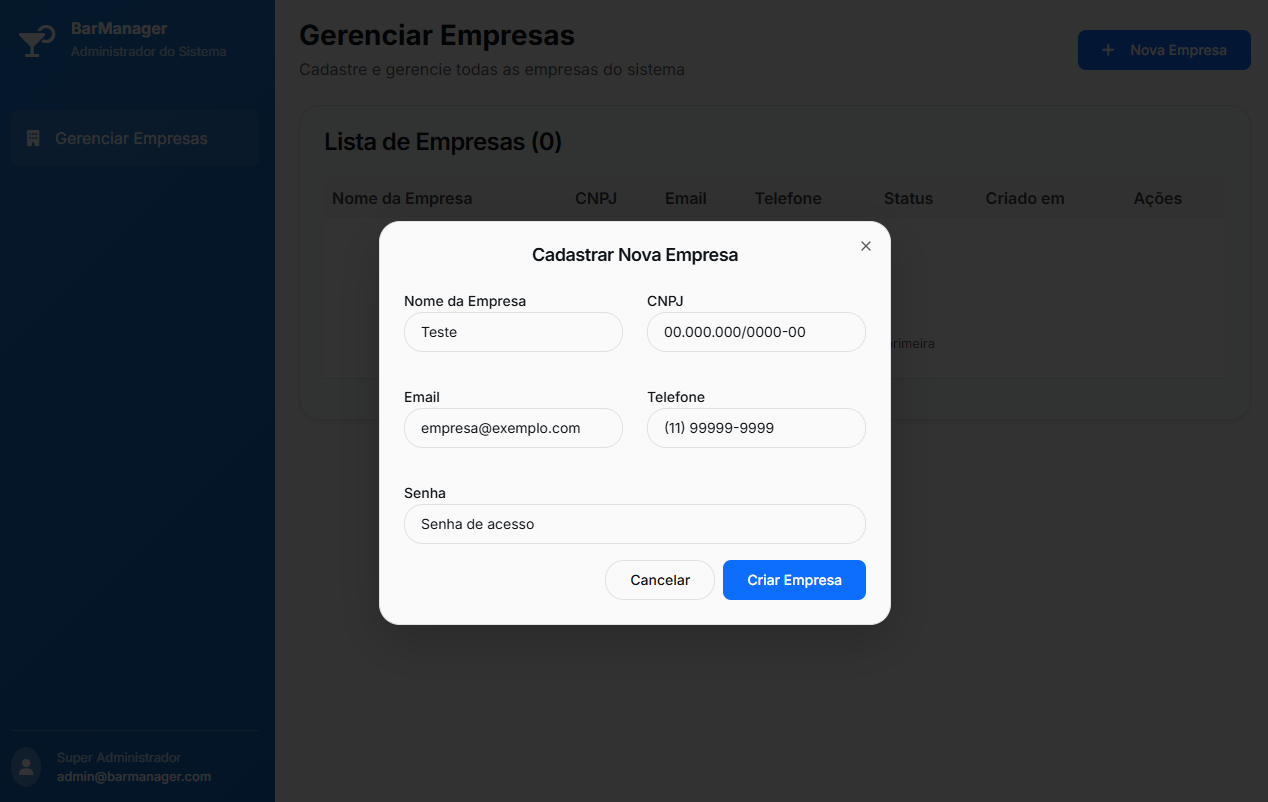 BarManager
Administrador do Sistema
Gerenciar Empresas
Gerenciar Empresas
Cadastre e gerencie todas as empresas do sistema
+ Nova Empresa
Lista de Empresas (0)
Nome da Empresa CNPJ Email Telefone Status Criado em Ações
Cadastrar Nova Empresa
Nome da Empresa CNPJ
Teste 00.000.000/0000-00
Email Telefone
empresa@exemplo.com (11) 99999-9999
Senha
Senha de acesso
Cancelar Criar Empresa
Super Administrador
admin@barmanager.com